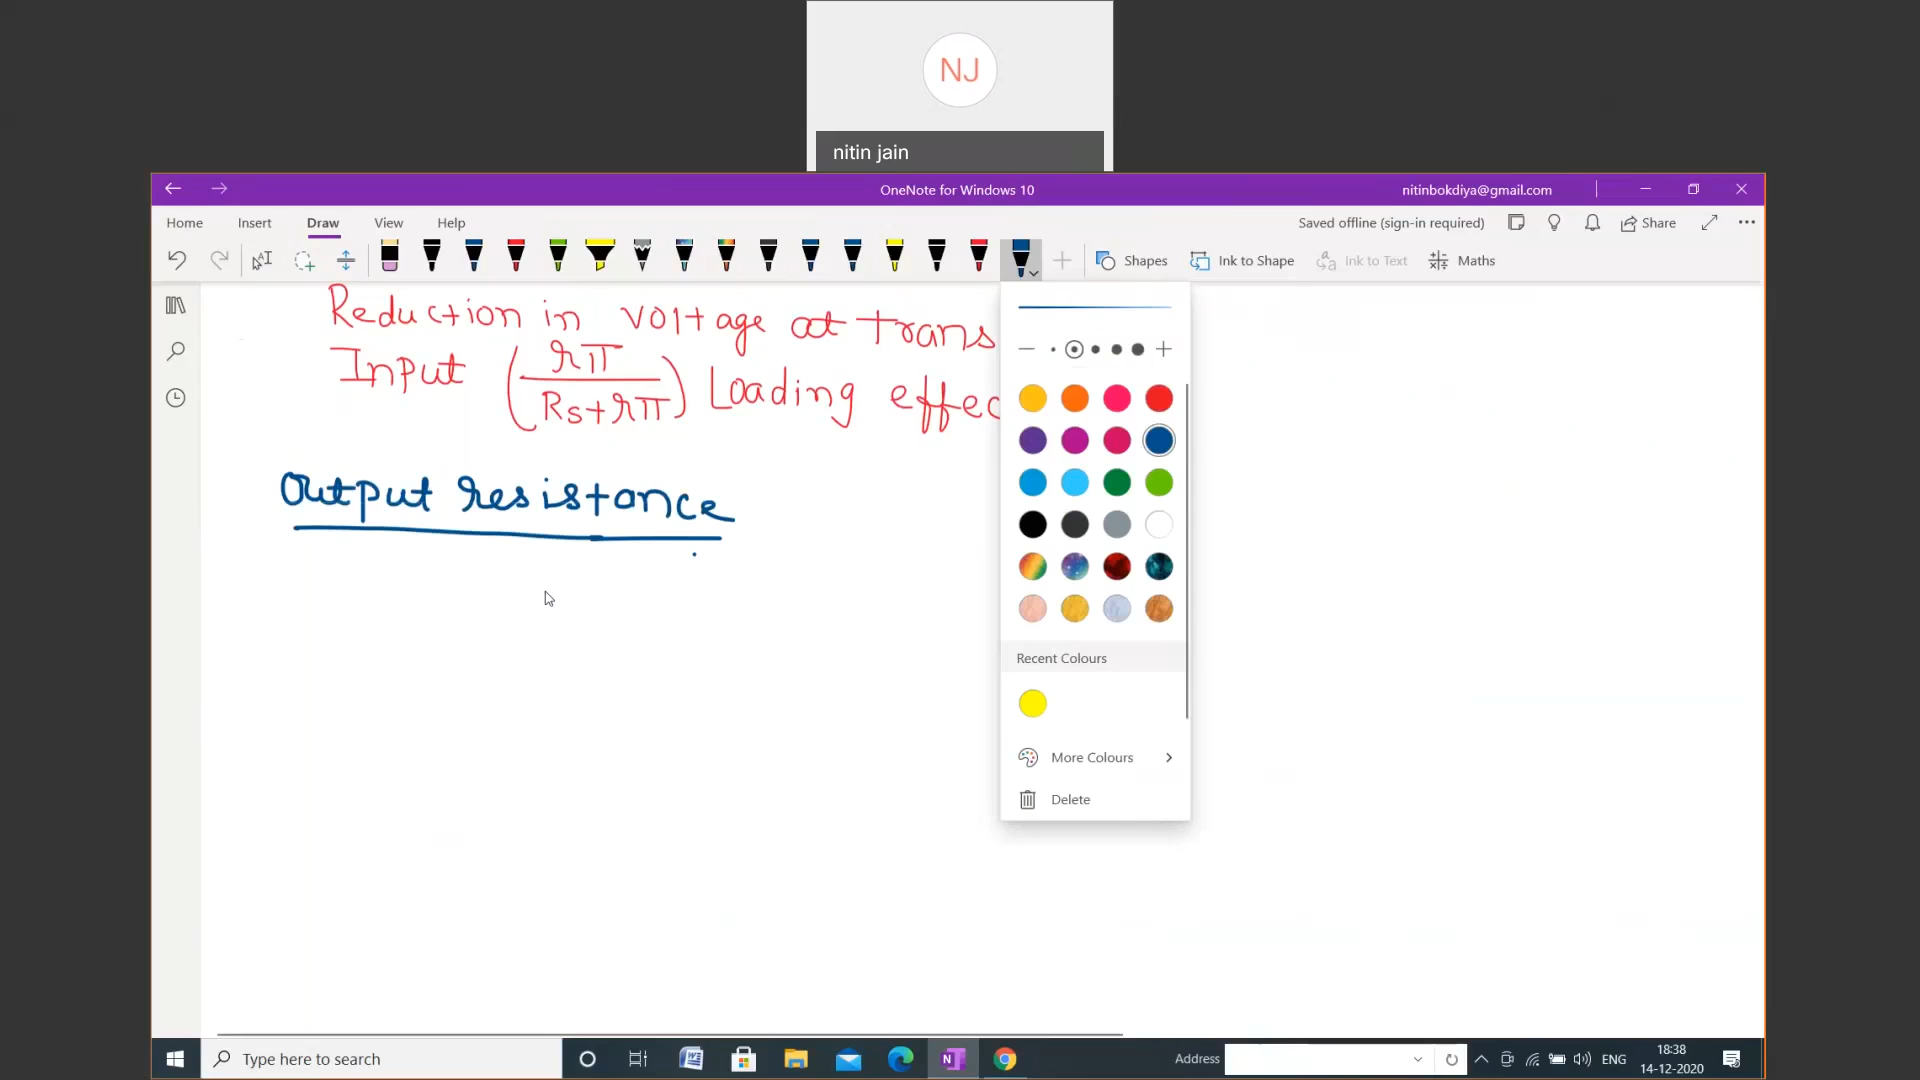 NJ
nitin jain
OneNote for Windows 10
nitinbokdiya@gmail.com
Home Insert Draw View Help
Saved offline (sign-in required)
Share
Shapes
Ink to Shape
Ink to Text
Maths
Reduction in voltage at trans
Input (rπ / Rs+rπ) Loading effec
Output resistance
Recent Colours
More Colours
Delete
Type here to search
Address
ENG
18:38
14-12-2020